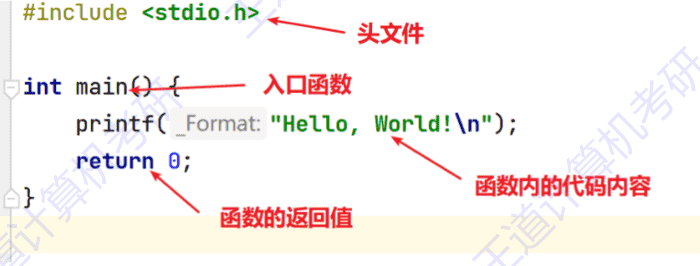 #include <stdio.h>
头文件
int main() {
入口函数
printf( _Format: "Hello, World!\n");
return 0;
函数内的代码内容
}
函数的返回值
王道计算机考研
王道计算机考研